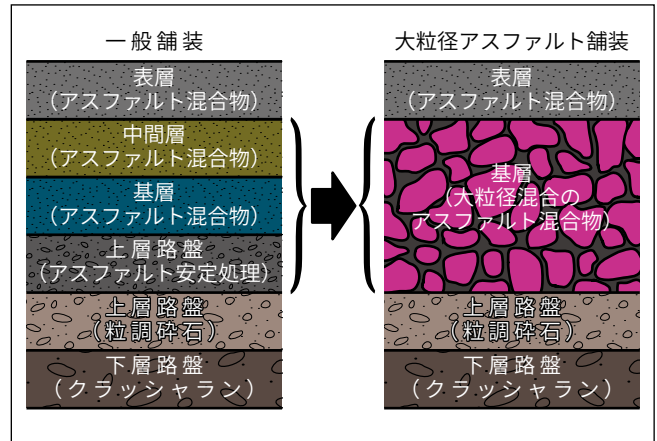 一般舗装
表層
（アスファルト混合物）
中間層
（アスファルト混合物）
基層
（アスファルト混合物）
上層路盤
（アスファルト安定処理）
上層路盤
（粒調砕石）
下層路盤
（クラッシャラン）
大粒径アスファルト舗装
表層
（アスファルト混合物）
基層
（大粒径混合の
アスファルト混合物）
上層路盤
（粒調砕石）
下層路盤
（クラッシャラン）